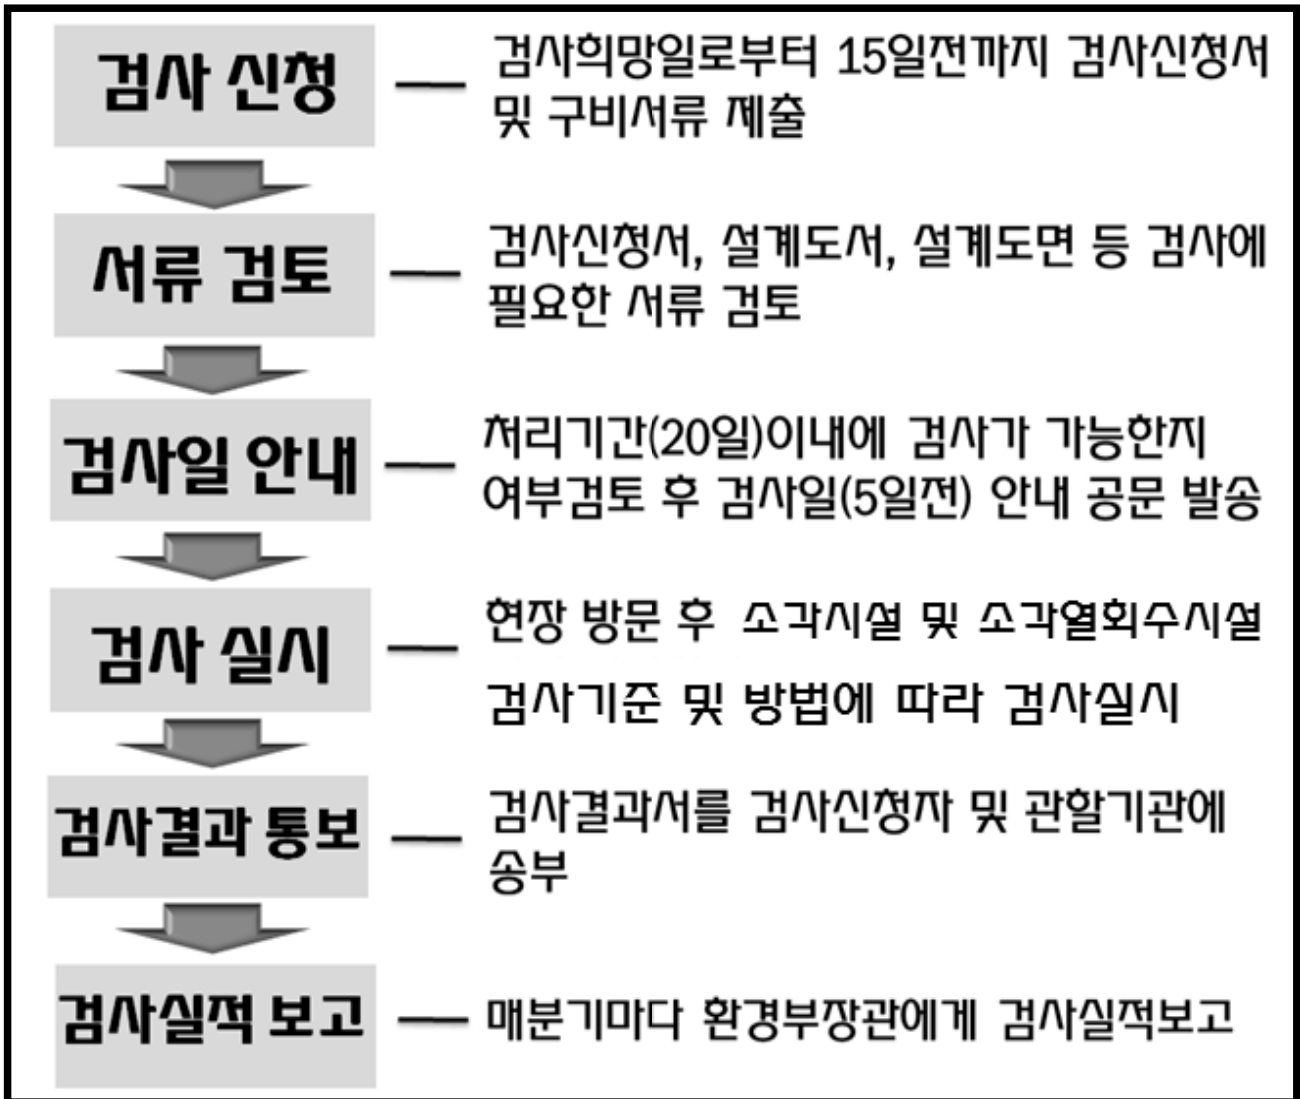 검사 신청
검사희망일로부터 15일전까지 검사신청서
및 구비서류 제출
서류 검토
검사신청서, 설계도서, 설계도면 등 검사에
필요한 서류 검토
검사일 안내
처리기간(20일)이내에 검사가 가능한지
여부검토 후 검사일(5일전) 안내 공문 발송
검사 실시
현장 방문 후 소각시설 및 소각열회수시설
검사기준 및 방법에 따라 검사실시
검사결과 통보
검사결과서를 검사신청자 및 관할기관에
송부
검사실적 보고
매분기마다 환경부장관에게 검사실적보고